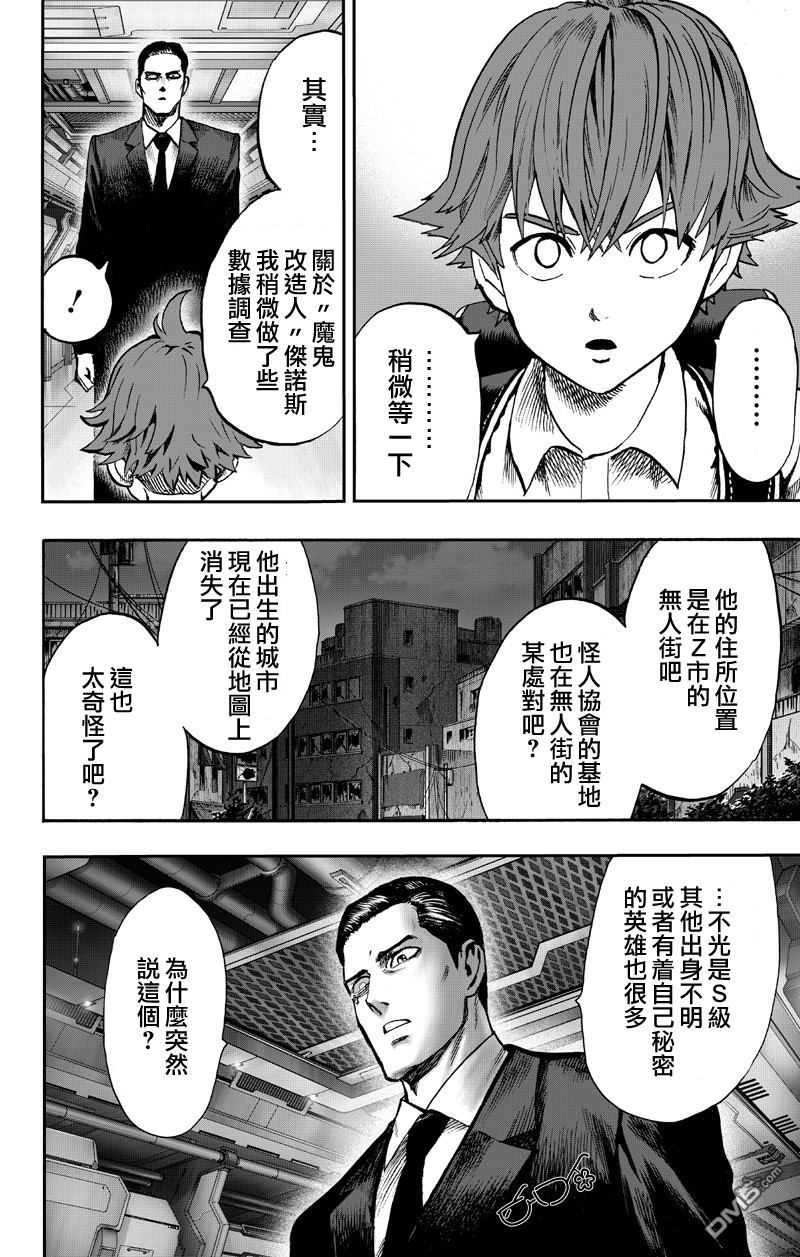 ………
………
稍微等一下
！
其實…
關於〃魔鬼
改造人〃傑諾斯
我稍微做了些
數據調查
他的住所位置
是在Z市的
無人街吧
怪人協會的基地
也在無人街的
某處對吧？
他出生的城市
現在已經從地圖上
消失了
這也
太奇怪了吧？
…不光是S級
其他出身不明
或者有着自己秘密
的英雄也很多
為什麼突然
說這個？
DM5.com